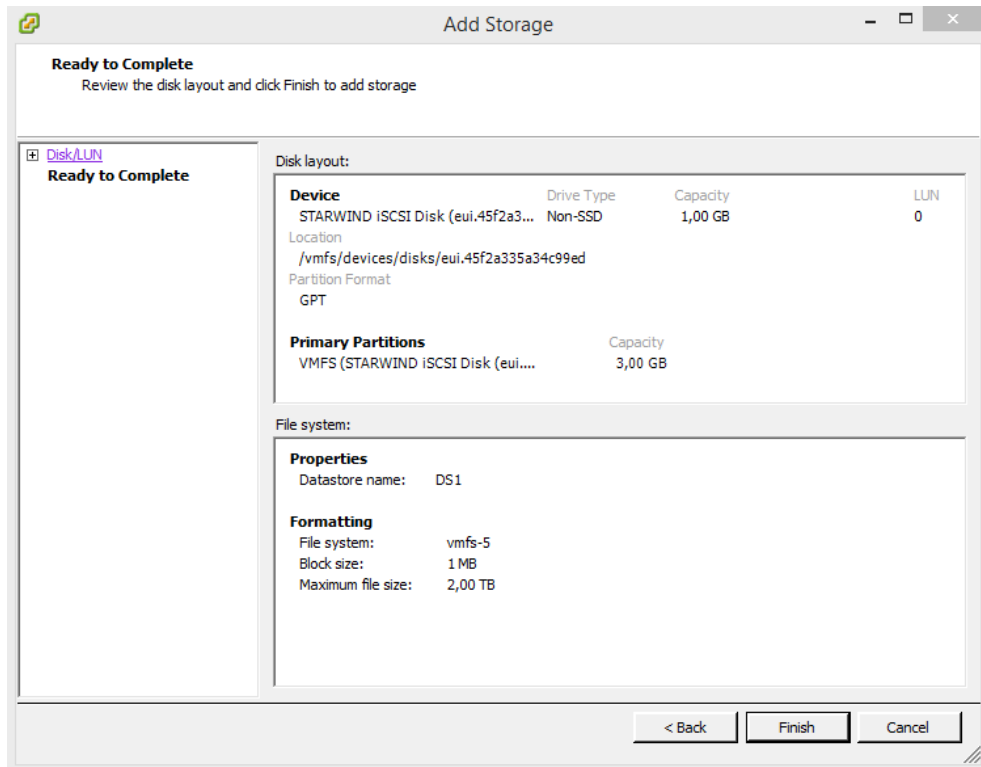 Add Storage
Ready to Complete
Review the disk layout and click Finish to add storage
Disk/LUN
Ready to Complete
Disk layout:
Device Drive Type Capacity LUN
STARWIND iSCSI Disk (eui.45f2a3... Non-SSD 1,00 GB 0
Location
/vmfs/devices/disks/eui.45f2a335a34c99ed
Partition Format
GPT
Primary Partitions Capacity
VMFS (STARWIND iSCSI Disk (eui.... 3,00 GB
File system:
Properties
Datastore name: DS1
Formatting
File system: vmfs-5
Block size: 1 MB
Maximum file size: 2,00 TB
< Back Finish Cancel